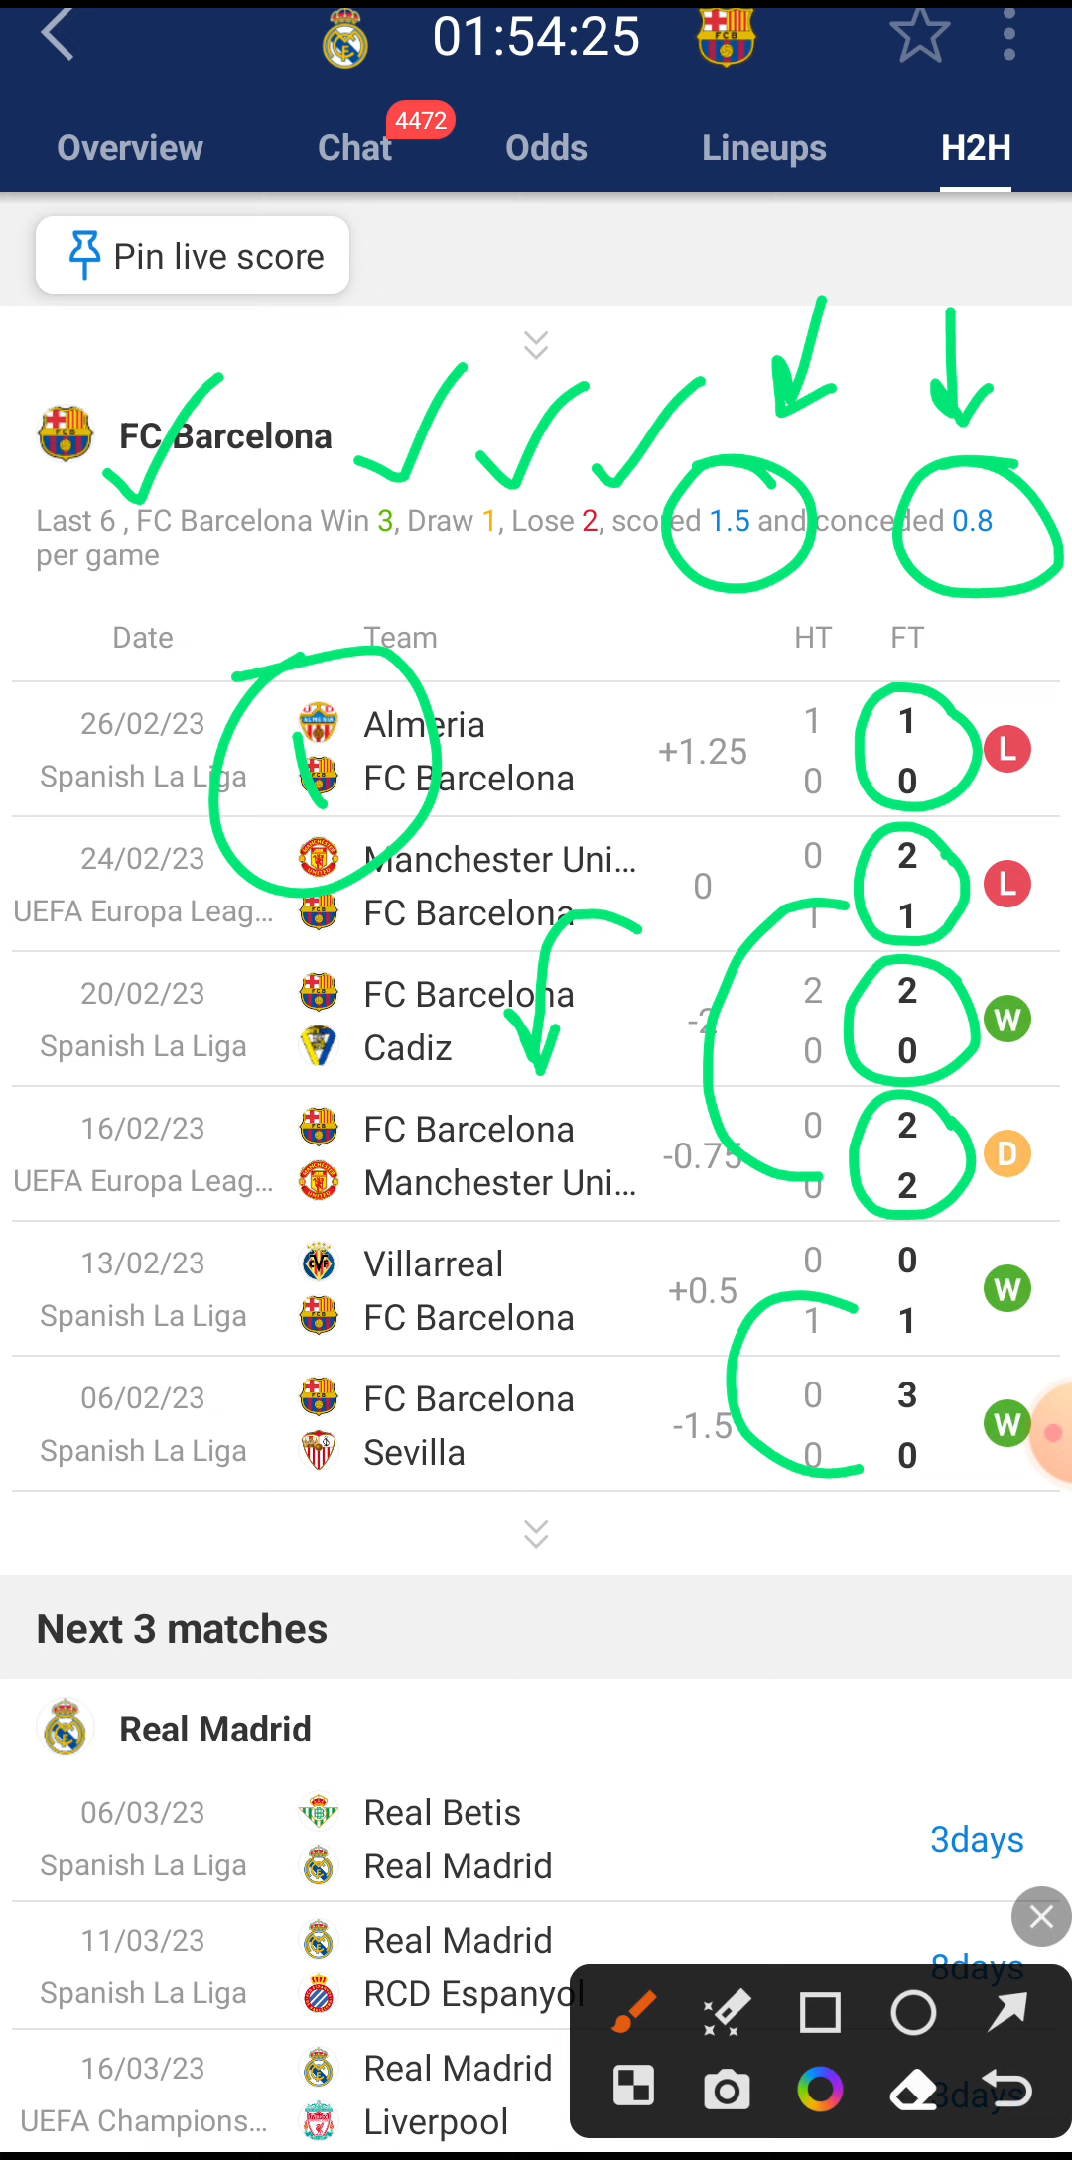 01:54:25
Overview Chat 4472 Odds Lineups H2H
Pin live score
FC Barcelona
Last 6 , FC Barcelona Win 3, Draw 1, Lose 2, scored 1.5 and conceded 0.8
per game
Date Team HT FT
26/02/23 Almeria 1 1
Spanish La Liga FC Barcelona +1.25 0 0 L
24/02/23 Manchester Uni... 0 2
UEFA Europa Leag... FC Barcelona 0 1 1 L
20/02/23 FC Barcelona 2 2
Spanish La Liga Cadiz -2 0 0 W
16/02/23 FC Barcelona 0 2
UEFA Europa Leag... Manchester Uni... -0.75 0 2 D
13/02/23 Villarreal 0 0
Spanish La Liga FC Barcelona +0.5 1 1 W
06/02/23 FC Barcelona 0 3
Spanish La Liga Sevilla -1.5 0 0 W
Next 3 matches
Real Madrid
06/03/23 Real Betis
Spanish La Liga Real Madrid 3days
11/03/23 Real Madrid
Spanish La Liga RCD Espanyol 8days
16/03/23 Real Madrid
UEFA Champions... Liverpool